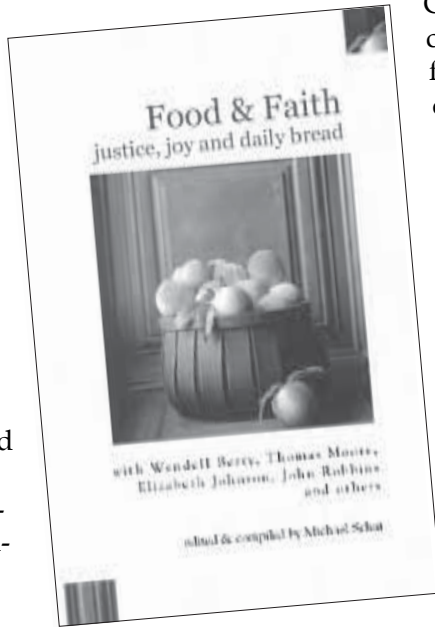 Food & Faith
justice, joy and daily bread
with Wendell Berry, Thomas Moore,
Elizabeth Johnson, John Robbins
and others
edited & compiled by Michael Schut